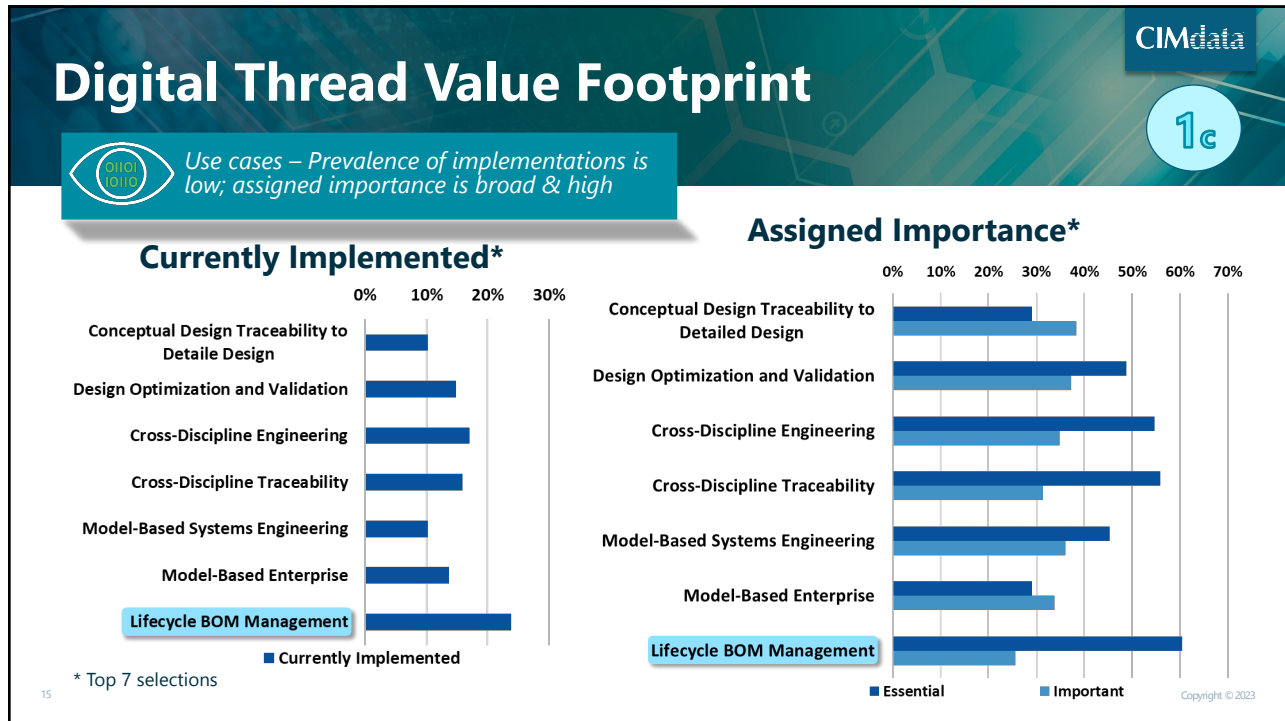 CIMdata
Digital Thread Value Footprint
1c
01101
10110
Use cases – Prevalence of implementations is
low; assigned importance is broad & high
Currently Implemented*
0% 10% 20% 30%
Conceptual Design Traceability to
Detaile Design
Design Optimization and Validation
Cross-Discipline Engineering
Cross-Discipline Traceability
Model-Based Systems Engineering
Model-Based Enterprise
Lifecycle BOM Management
Currently Implemented
* Top 7 selections
Assigned Importance*
0% 10% 20% 30% 40% 50% 60% 70%
Conceptual Design Traceability to
Detailed Design
Design Optimization and Validation
Cross-Discipline Engineering
Cross-Discipline Traceability
Model-Based Systems Engineering
Model-Based Enterprise
Lifecycle BOM Management
Essential Important
15
Copyright © 2023